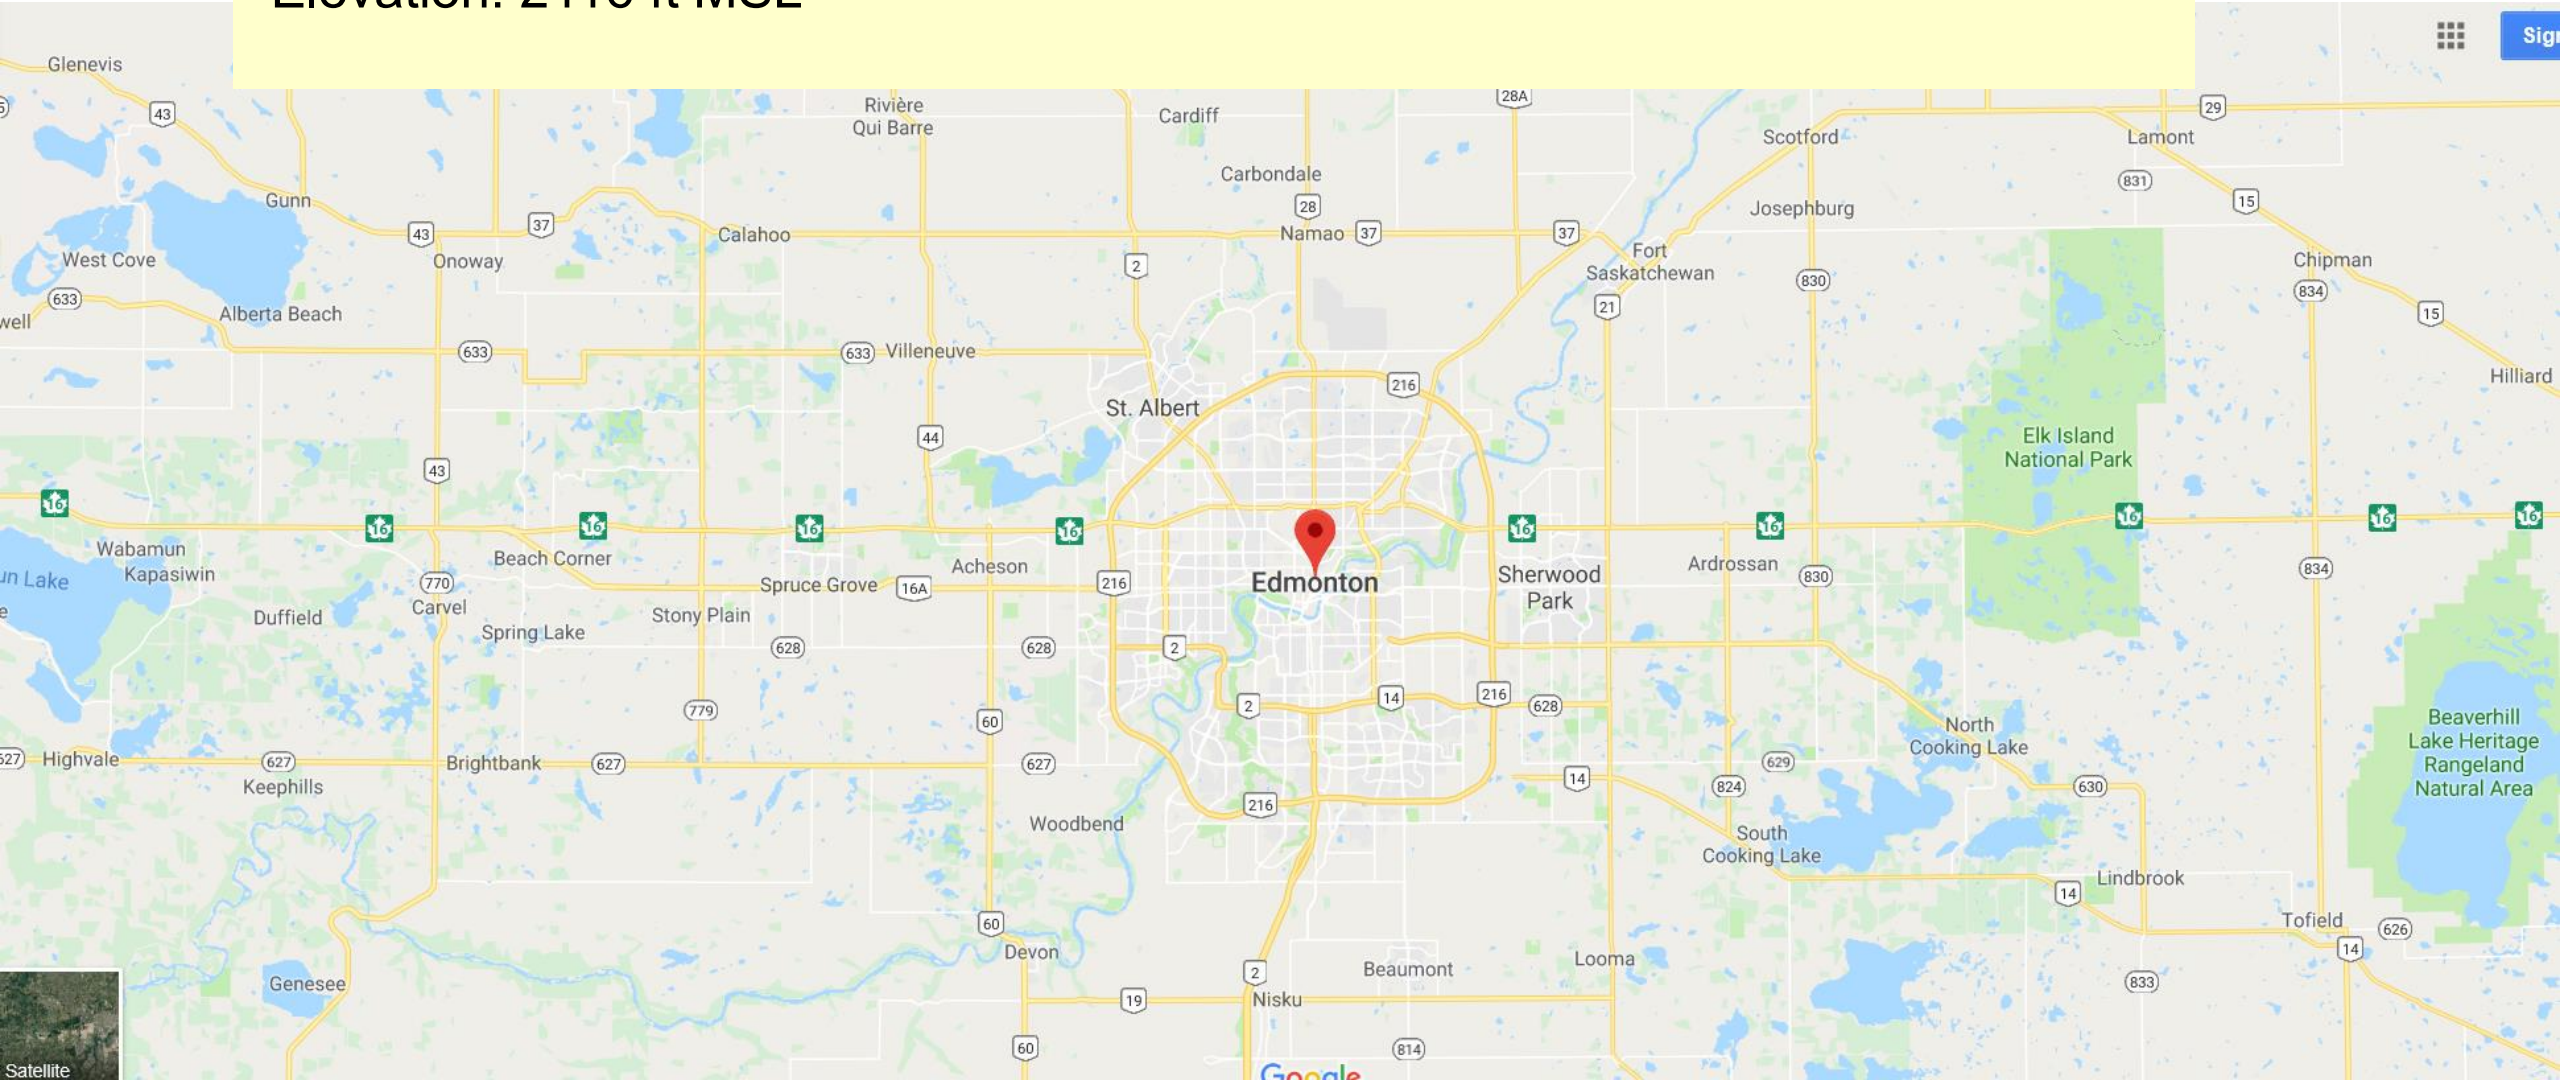 Elevation: 2116 ft MSL
Sign
Glenevis
43
Rivière
Qui Barre
Cardiff
28A
29
Scotford
Lamont
Carbondale
28
831
15
Gunn
43
37
Calahoo
Namao
37
37
Josephburg
Onoway
West Cove
2
Fort
Saskatchewan
830
Chipman
834
633
Alberta Beach
21
15
well
633
633
Villeneuve
216
Hilliard
St. Albert
44
Elk Island
National Park
43
16
16
16
16
16
16
16
16
16
16
Wabamun
Kapasiwin
Beach Corner
Acheson
Ardrossan
un Lake
770
Carvel
Spruce Grove
16A
216
Edmonton
Sherwood
Park
830
834
Duffield
Stony Plain
Spring Lake
628
628
2
779
60
2
14
216
628
North
Cooking Lake
Beaverhill
Lake Heritage
Rangeland
Natural Area
627
Highvale
627
Keephills
Brightbank
627
627
14
629
824
630
216
Woodbend
South
Cooking Lake
14
Lindbrook
60
Devon
Tofield
626
14
Genesee
2
Beaumont
Looma
833
19
Nisku
60
814
Satellite
Google